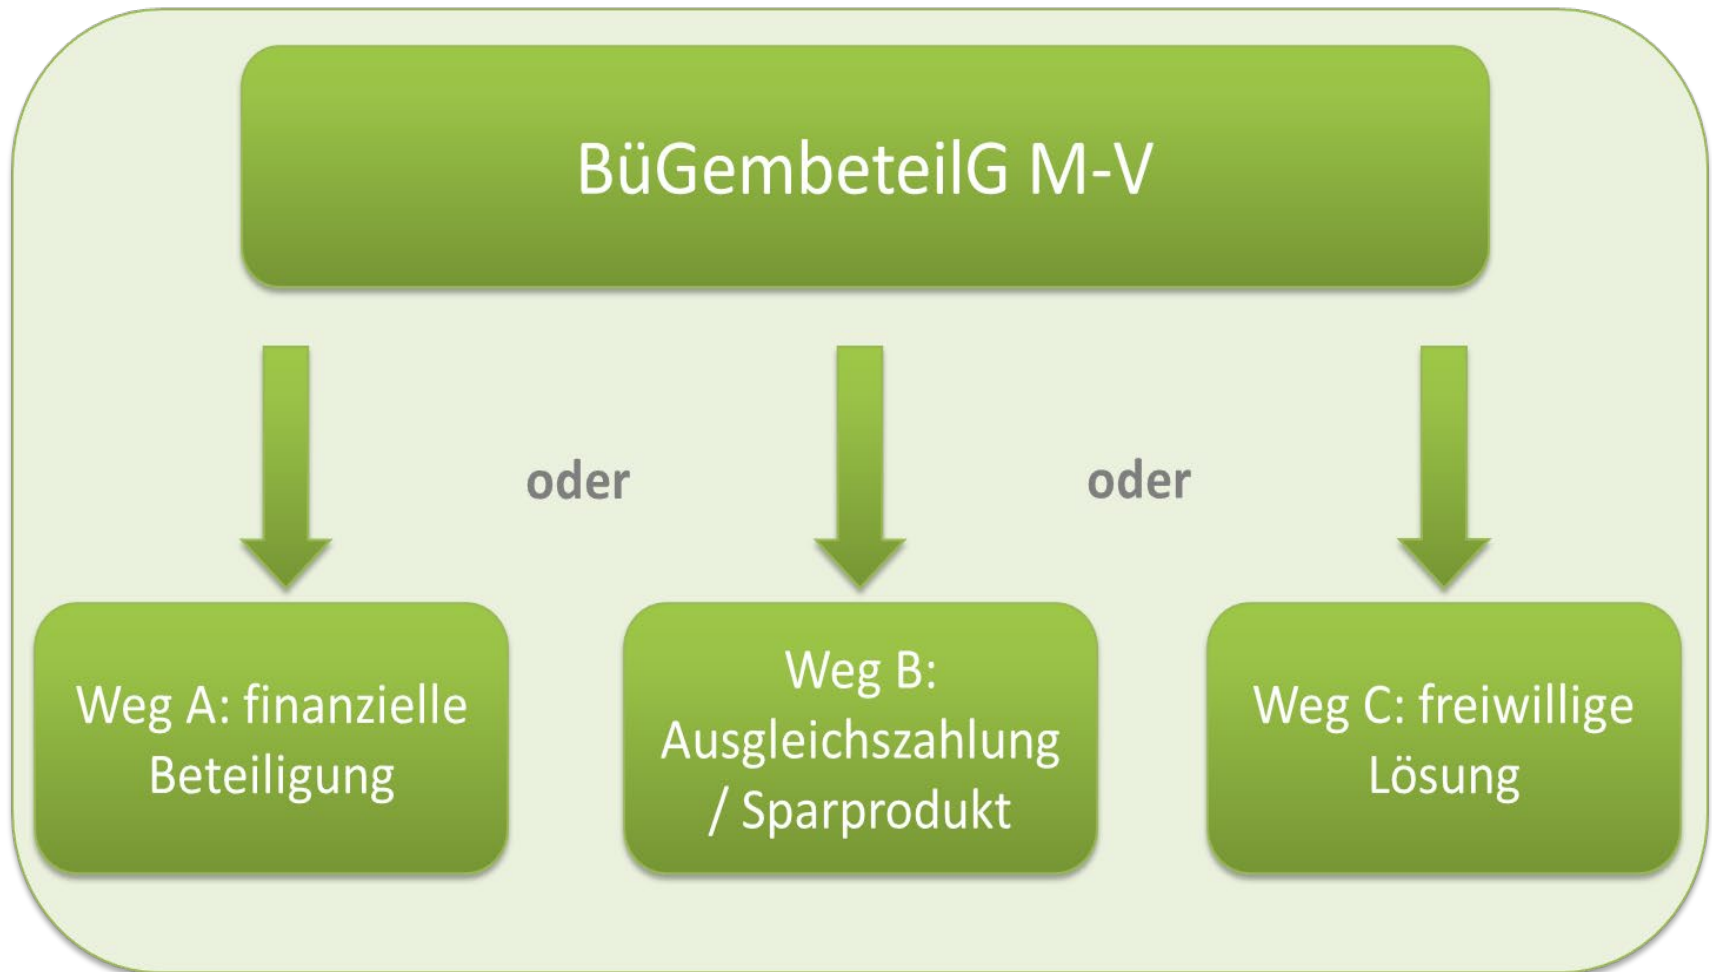 BüGembeteilG M-V
oder
oder
Weg A: finanzielle
Beteiligung
Weg B:
Ausgleichszahlung
/ Sparprodukt
Weg C: freiwillige
Lösung